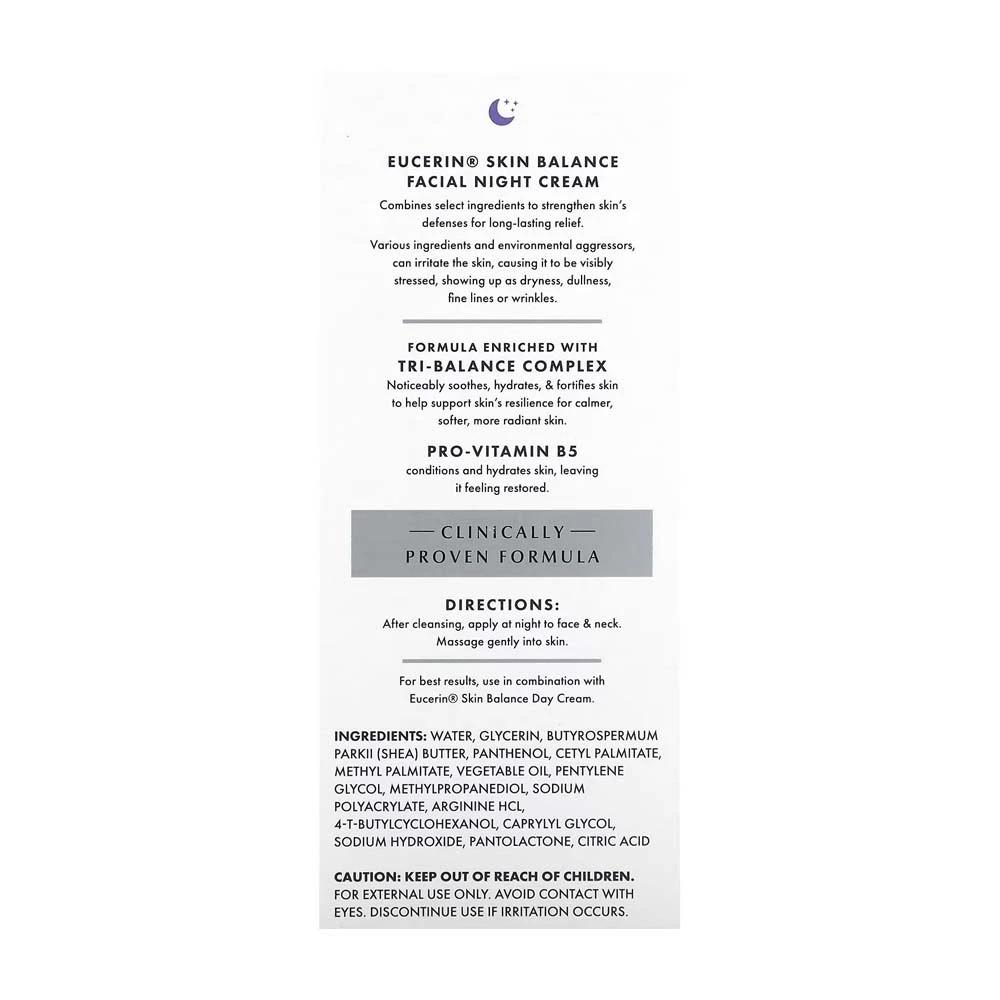 EUCERIN® SKIN BALANCE
FACIAL NIGHT CREAM
Combines select ingredients to strengthen skin's
defenses for long-lasting relief.
Various ingredients and environmental aggressors,
can irritate the skin, causing it to be visibly
stressed, showing up as dryness, dullness,
fine lines or wrinkles.
FORMULA ENRICHED WITH
TRI-BALANCE COMPLEX
Noticeably soothes, hydrates, & fortifies skin
to help support skin's resilience for calmer,
softer, more radiant skin.
PRO-VITAMIN B5
conditions and hydrates skin, leaving
it feeling restored.
— CLINiCALLY —
PROVEN FORMULA
DIRECTIONS:
After cleansing, apply at night to face & neck.
Massage gently into skin.
For best results, use in combination with
Eucerin® Skin Balance Day Cream.
INGREDIENTS: WATER, GLYCERIN, BUTYROSPERMUM
PARKII (SHEA) BUTTER, PANTHENOL, CETYL PALMITATE,
METHYL PALMITATE, VEGETABLE OIL, PENTYLENE
GLYCOL, METHYLPROPANEDIOL, SODIUM
POLYACRYLATE, ARGININE HCL,
4-T-BUTYLCYCLOHEXANOL, CAPRYLYL GLYCOL,
SODIUM HYDROXIDE, PANTOLACTONE, CITRIC ACID
CAUTION: KEEP OUT OF REACH OF CHILDREN.
FOR EXTERNAL USE ONLY. AVOID CONTACT WITH
EYES. DISCONTINUE USE IF IRRITATION OCCURS.